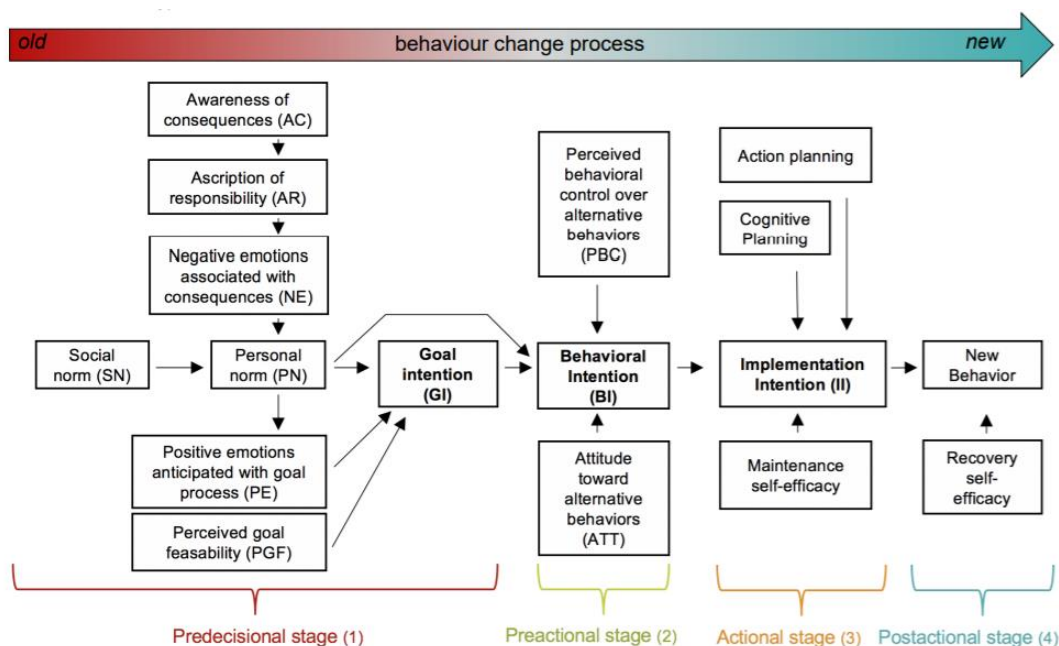 old
behaviour change process
new
Awareness of
consequences (AC)
Ascription of
responsibility (AR)
Negative emotions
associated with
consequences (NE)
Social
norm (SN)
Personal
norm (PN)
Positive emotions
anticipated with goal
process (PE)
Perceived goal
feasability (PGF)
Goal
intention
(GI)
Perceived
behavioral
control over
alternative
behaviors
(PBC)
Behavioral
Intention
(BI)
Attitude
toward
alternative
behaviors
(ATT)
Action planning
Cognitive
Planning
Implementation
Intention (II)
Maintenance
self-efficacy
New
Behavior
Recovery
self-
efficacy
Predecisional stage (1)
Preactional stage (2)
Actional stage (3)
Postactional stage (4)